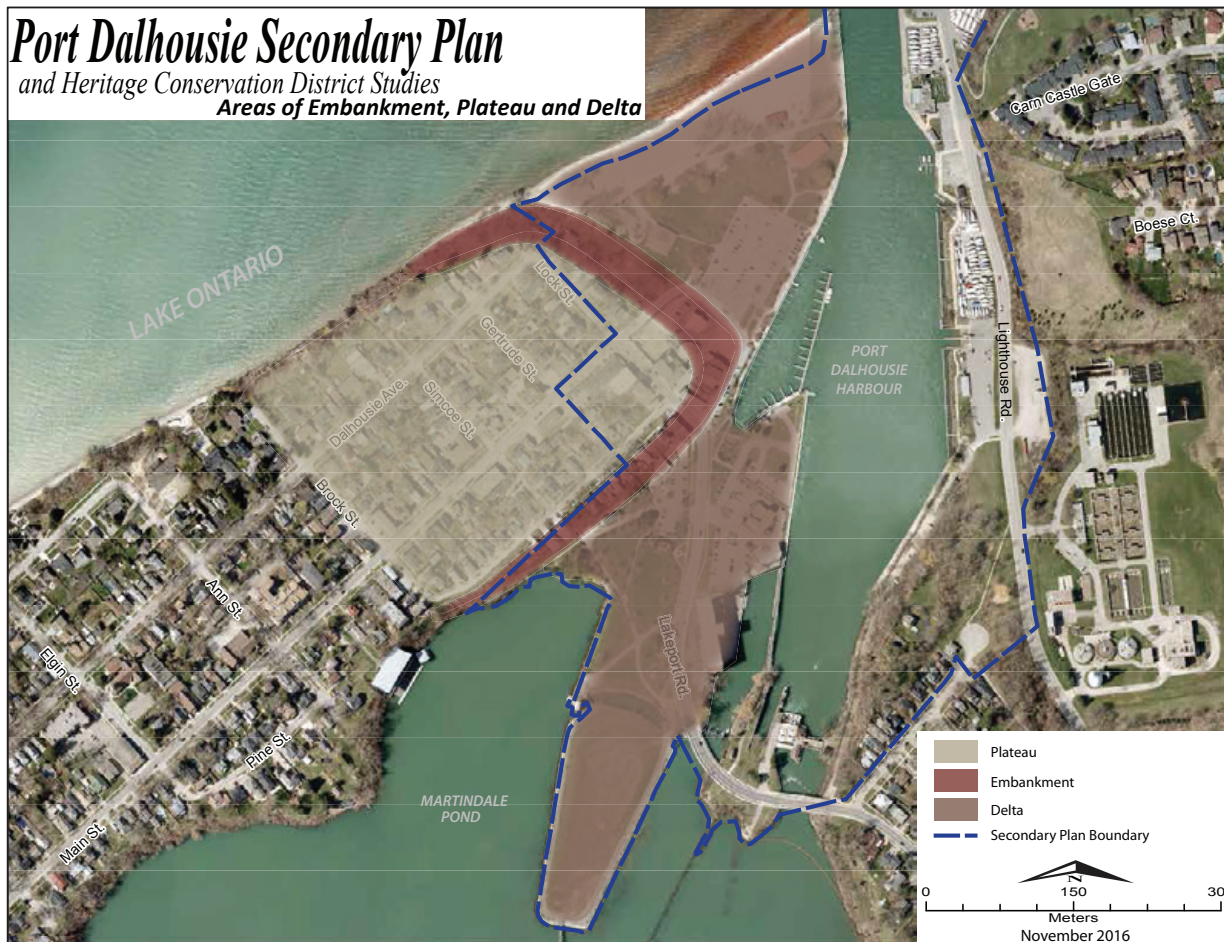 Port Dalhousie Secondary Plan
and Heritage Conservation District Studies
Areas of Embankment, Plateau and Delta
Carn Castle Gate
Boese Ct.
LAKE ONTARIO
Lock St.
Gertrude St.
Dalhousie Ave.
Simcoe St.
Brock St.
PORT
DALHOUSIE
HARBOUR
Lighthouse Rd.
Ann St.
Elgin St.
Pine St.
Main St.
Lakeport Rd.
MARTINDALE
POND
Plateau
Embankment
Delta
Secondary Plan Boundary
N
0 150 30
Meters
November 2016